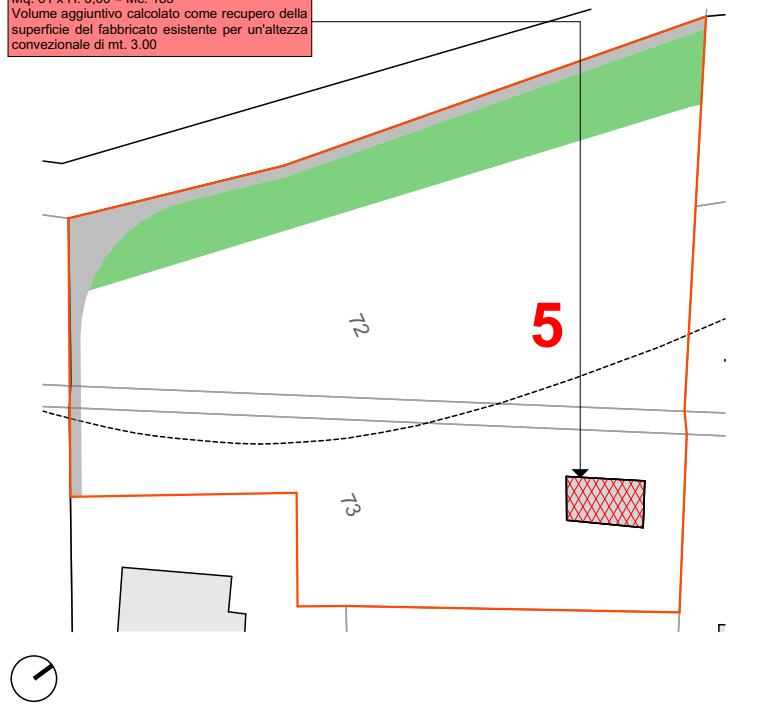 Volume aggiuntivo calcolato come recupero della
superficie del fabbricato esistente per un'altezza
convezionale di mt. 3.00
72
5
73